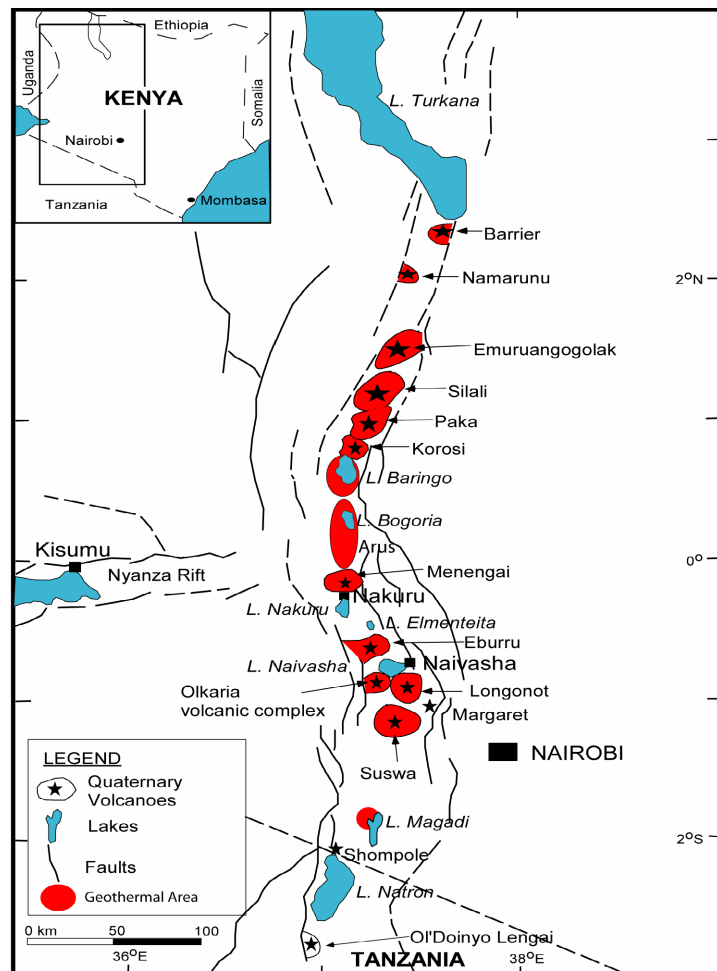 Ethiopia
Uganda
KENYA
Somalia
Nairobi
Mombasa
Tanzania
L. Turkana
Barrier
Namarunu
2°N
Emuruangogolak
Silali
Paka
Korosi
L. Baringo
L. Bogoria
Arus
Kisumu
0°
Nyanza Rift
Menengai
Nakuru
L. Nakuru
L. Elmenteita
Eburru
L. Naivasha
Naivasha
Olkaria
volcanic complex
Longonot
Margaret
NAIROBI
Suswa
LEGEND
Quaternary
Volcanoes
Lakes
Faults
Geothermal Area
L. Magadi
2°S
Shompole
L. Natron
0 km
50
100
Ol'Doinyo Lengai
36°E
TANZANIA
38°E